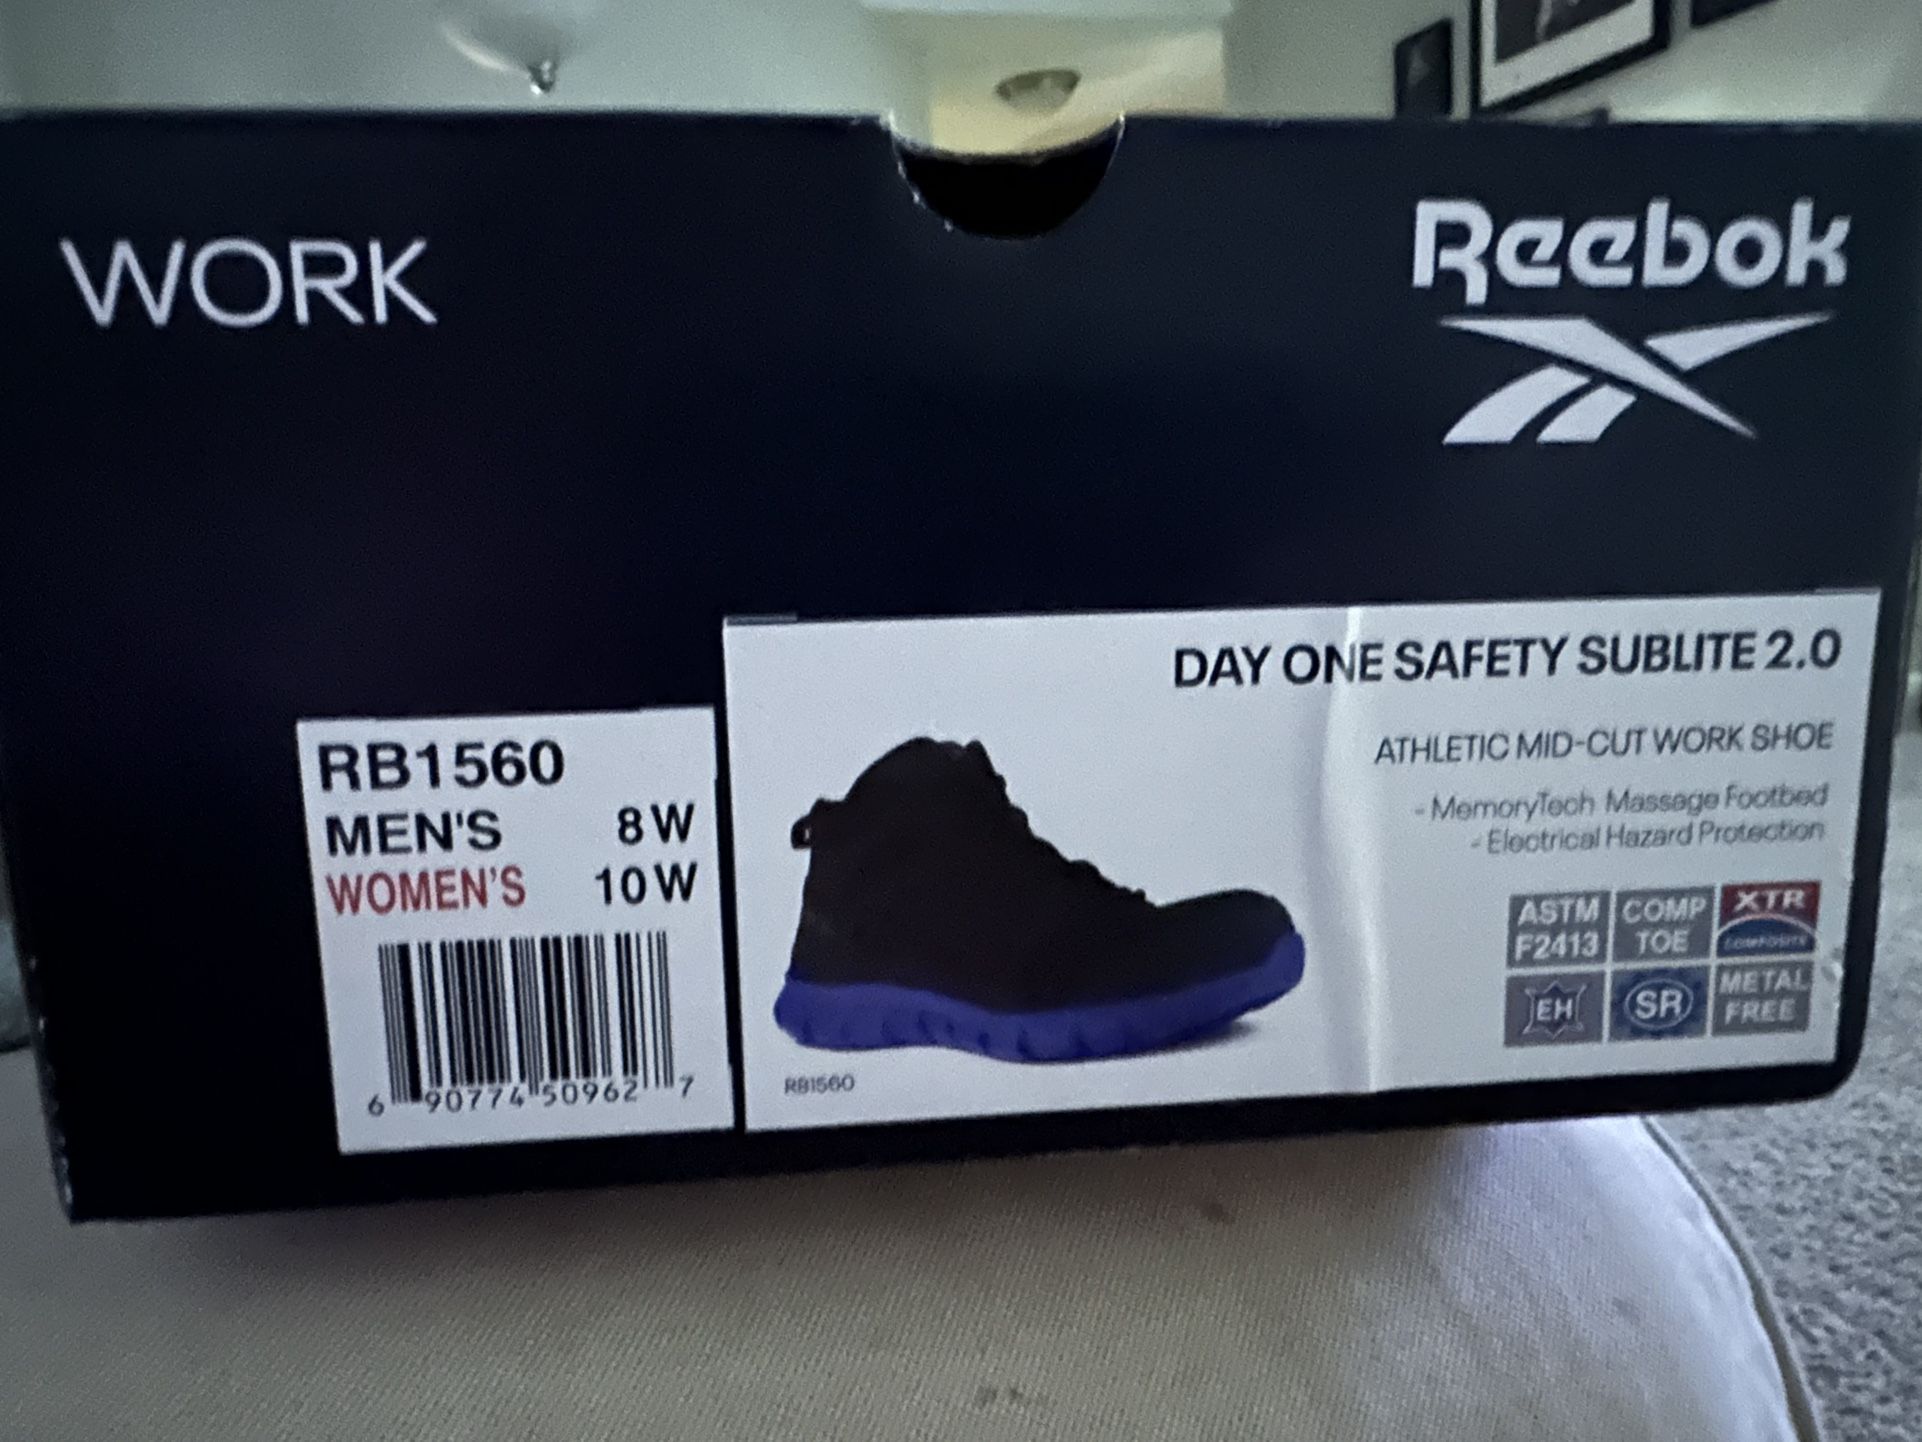 WORK
Reebok
RB1560
MEN'S 8 W
WOMEN'S 10 W
6 90774 50962 7
DAY ONE SAFETY SUBLITE 2.0
ATHLETIC MID-CUT WORK SHOE
- MemoryTech Massage Footbed
- Electrical Hazard Protection
ASTM F2413
COMP TOE
XTR COMPOSITE
EH
SR
METAL FREE
RB1560